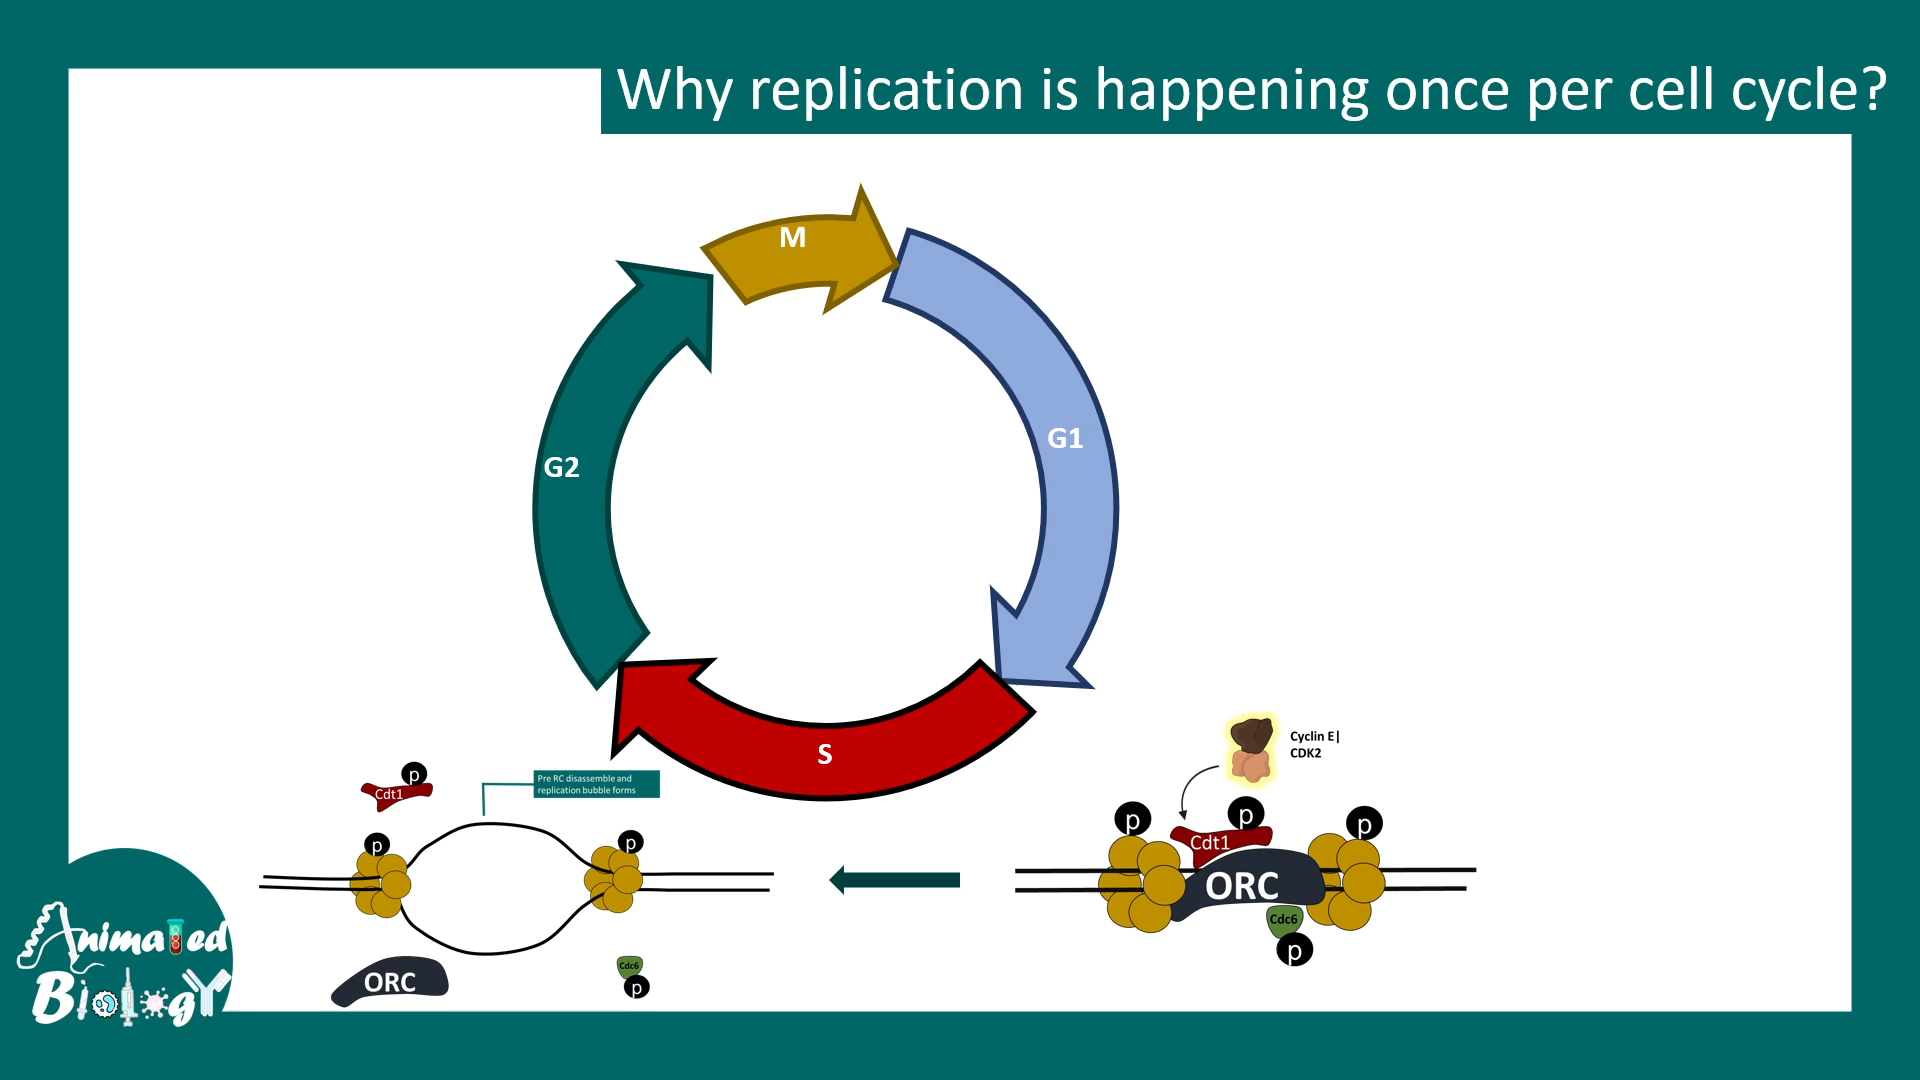 Why replication is happening once per cell cycle?
M
G1
G2
S
Cyclin E|
CDK2
p
p
p
Cdt1
ORC
Cdc6
p
Pre RC disassemble and
replication bubble forms
p
Cdt1
p
p
ORC
Cdc6
p
Animated
Biology